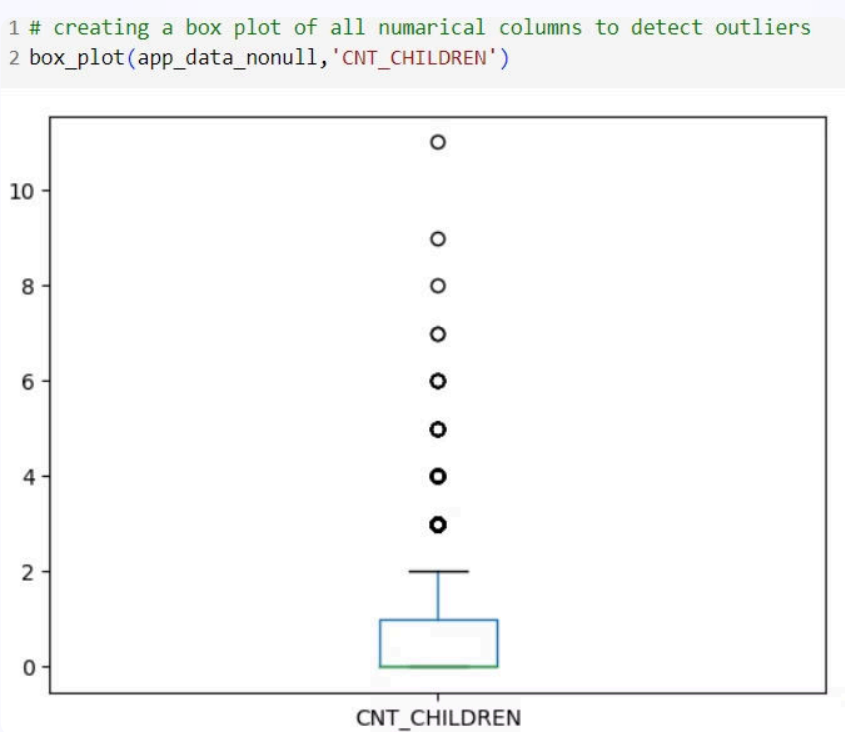 1 # creating a box plot of all numarical columns to detect outliers
2 box_plot(app_data_nonull,'CNT_CHILDREN')
10
8
6
4
2
0
CNT_CHILDREN